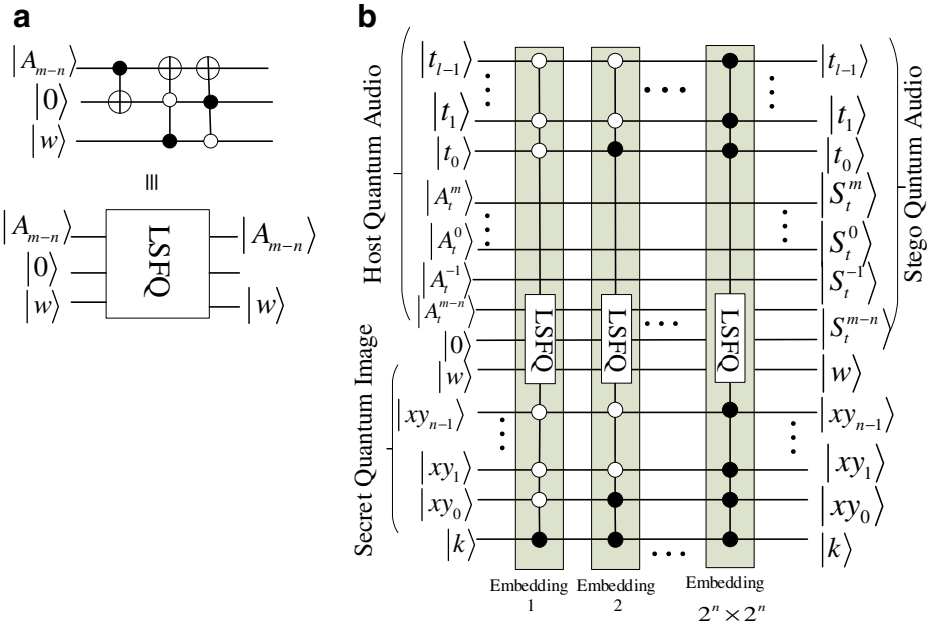 a
|A_{m-n}⟩
|0⟩
|w⟩
≡
|A_{m-n}⟩ LSFQ |A_{m-n}⟩
|0⟩
|w⟩ |w⟩
b
Host Quantum Audio
Secret Quantum Image
Stego Quntum Audio
|t_{l-1}⟩ ... |t_{l-1}⟩
|t_1⟩ |t_1⟩
|t_0⟩ |t_0⟩
|A_t^m⟩ |S_t^m⟩
|A_t^0⟩ |S_t^0⟩
|A_t^{-1}⟩ |S_t^{-1}⟩
|A_t^{m-n}⟩ LSFQ LSFQ ... LSFQ |S_t^{m-n}⟩
|0⟩
|w⟩ |w⟩
|xy_{n-1}⟩ |xy_{n-1}⟩
|xy_1⟩ |xy_1⟩
|xy_0⟩ |xy_0⟩
|k⟩ ... |k⟩
Embedding 1
Embedding 2
Embedding 2^n × 2^n